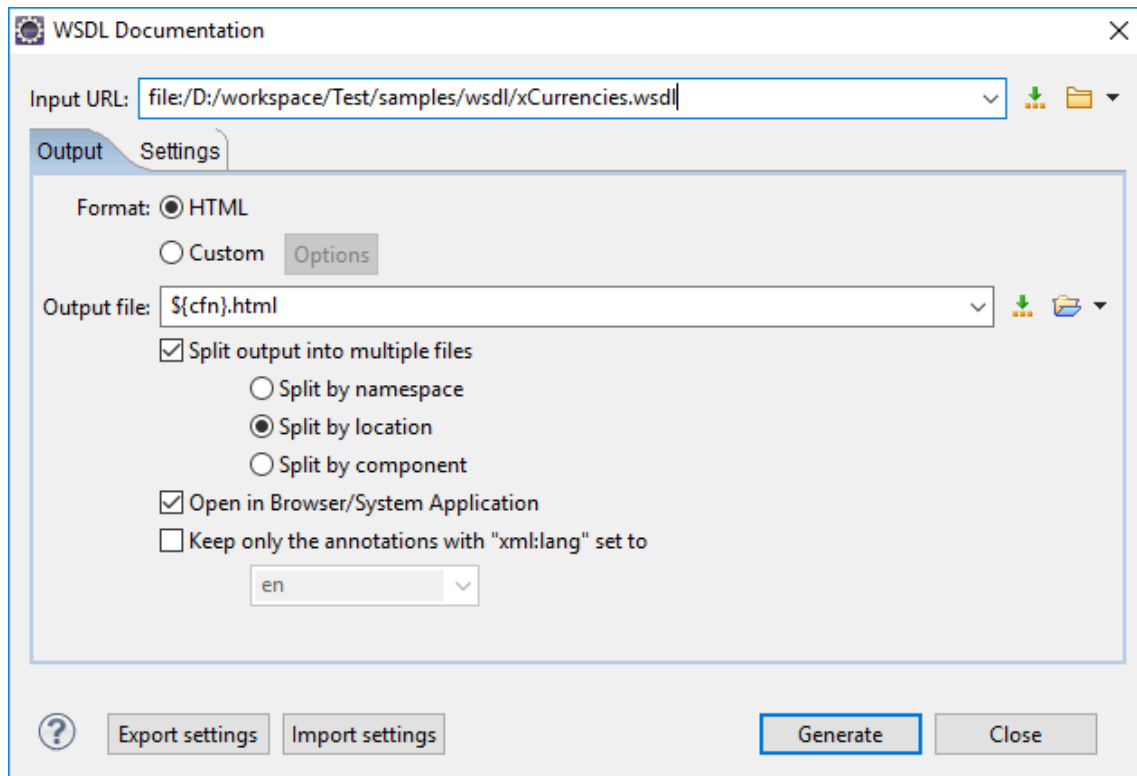 WSDL Documentation
Input URL: file:/D:/workspace/Test/samples/wsdl/xCurrencies.wsdl
Output Settings
Format: HTML
Custom Options
Output file: ${cfn}.html
Split output into multiple files
Split by namespace
Split by location
Split by component
Open in Browser/System Application
Keep only the annotations with "xml:lang" set to
en
? Export settings Import settings Generate Close